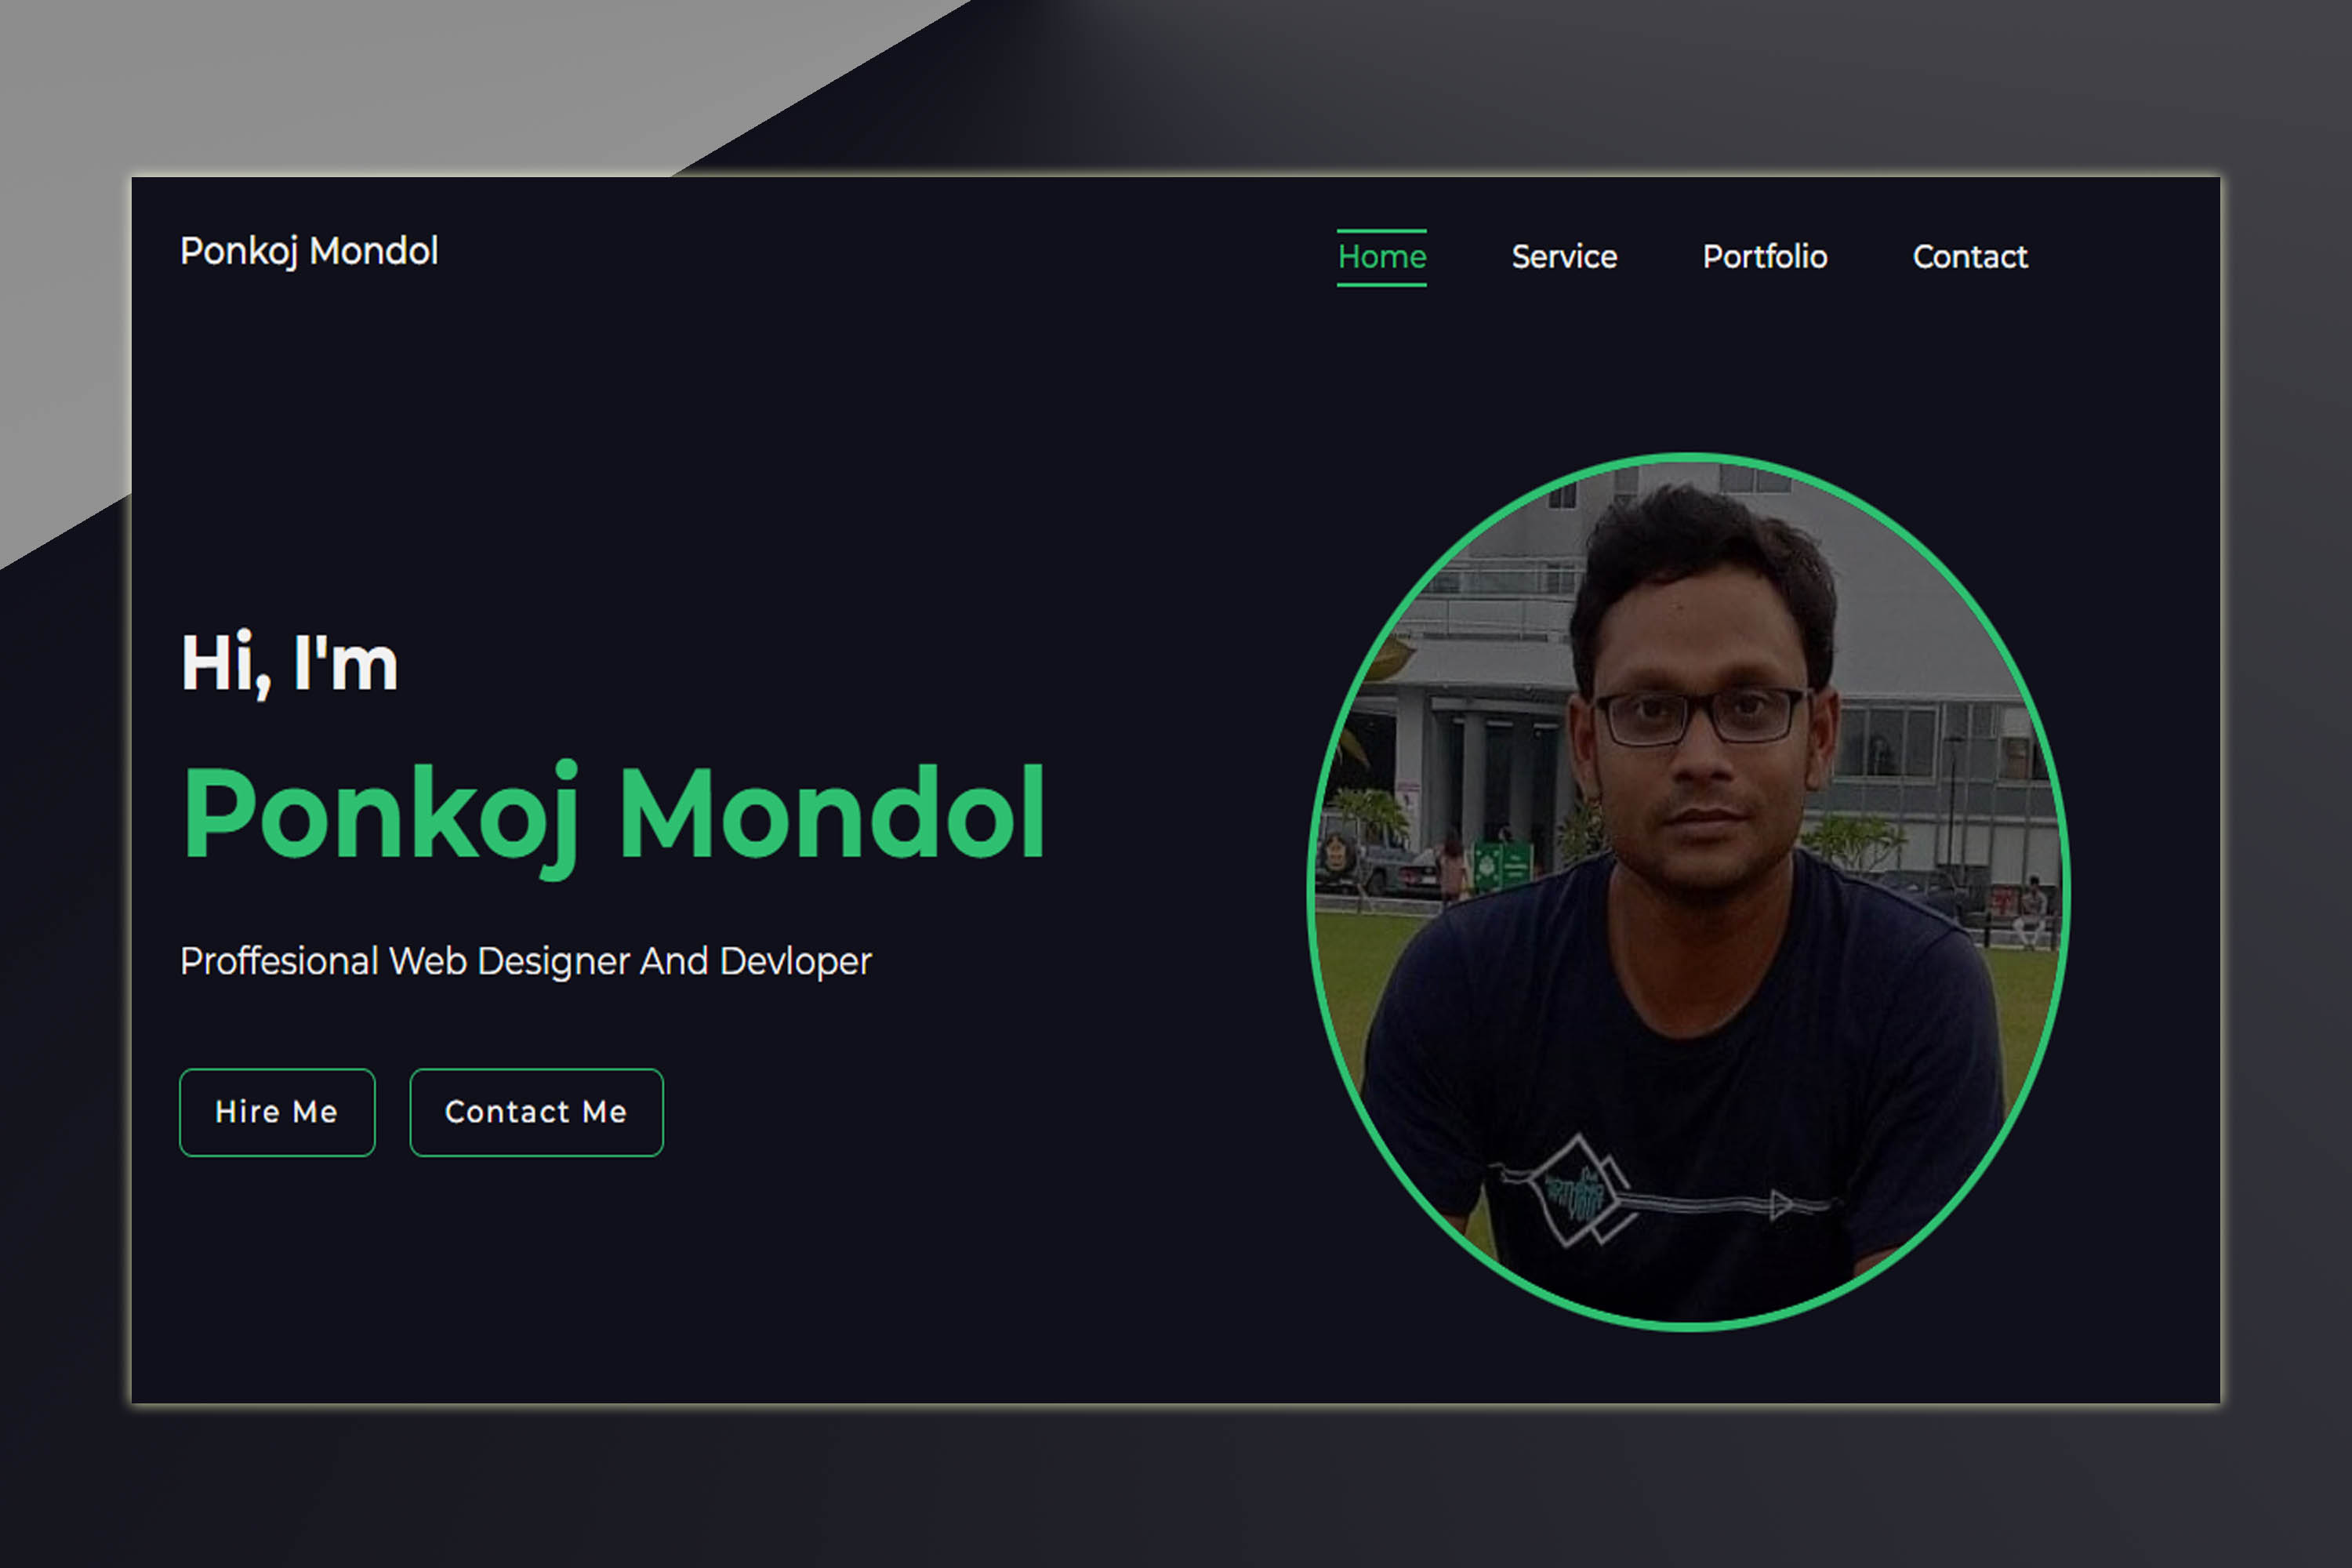 Ponkoj Mondol
Home Service Portfolio Contact
Hi, I'm
Ponkoj Mondol
Proffesional Web Designer And Devloper
Hire Me Contact Me